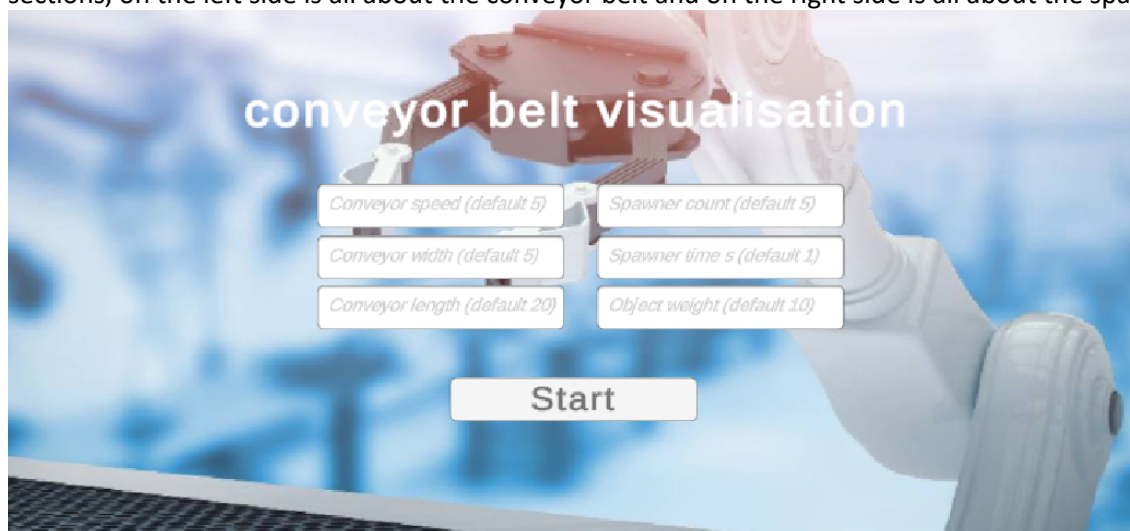 sections, on the left side is all about the conveyor belt and on the right side is all about the spa
conveyor belt visualisation
Conveyor speed (default 5)
Spawner count (default 5)
Conveyor width (default 5)
Spawner time s (default 1)
Conveyor length (default 20)
Object weight (default 10)
Start